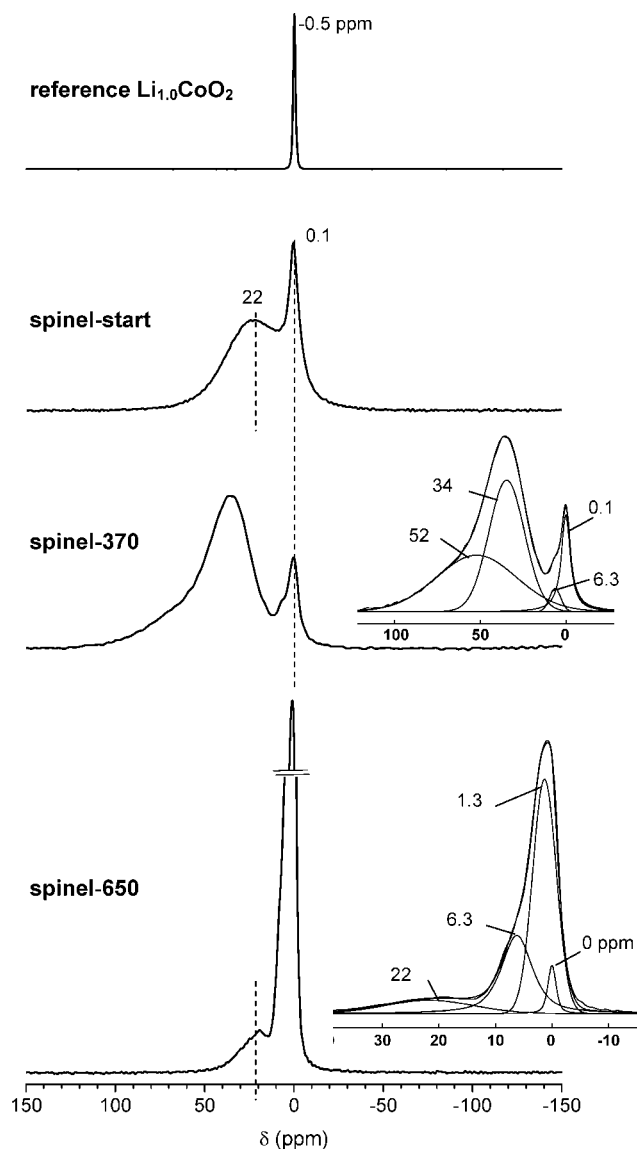 -0.5 ppm
reference Li₁.₀CoO₂
0.1
22
spinel-start
34
0.1
52
6.3
spinel-370
100 50 0
1.3
spinel-650
6.3
0 ppm
22
30 20 10 0 -10
150 100 50 0 -50 -100 -150
δ (ppm)